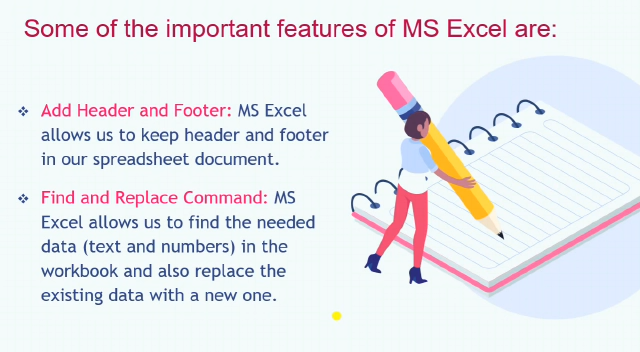 Some of the important features of MS Excel are:
Add Header and Footer: MS Excel
allows us to keep header and footer
in our spreadsheet document.
Find and Replace Command: MS
Excel allows us to find the needed
data (text and numbers) in the
workbook and also replace the
existing data with a new one.